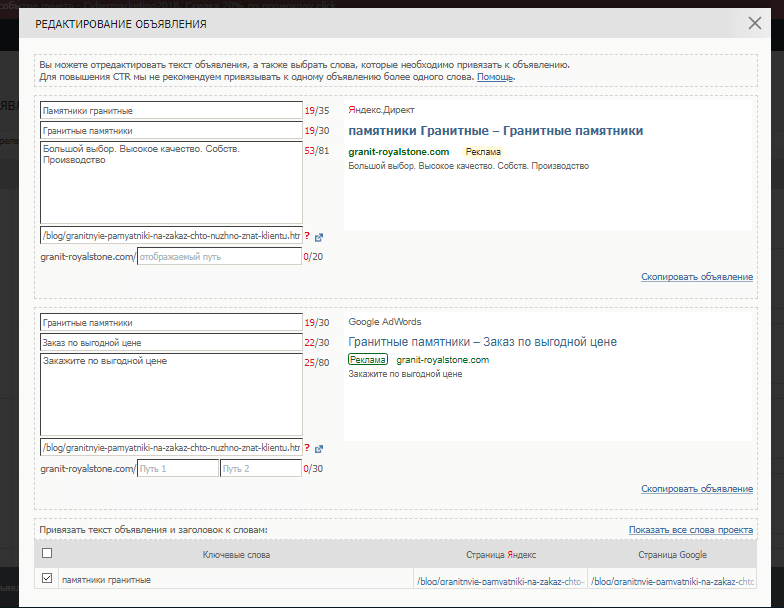 РЕДАКТИРОВАНИЕ ОБЪЯВЛЕНИЯ
Вы можете отредактировать текст объявления, а также выбрать слова, которые необходимо привязать к объявлению.
Для повышения CTR мы не рекомендуем привязывать к одному объявлению более одного слова. Помощь.
Памятники гранитные 19/35
Гранитные памятники 19/30
Большой выбор. Высокое качество. Собств. 53/81
Производство
/blog/granitnyie-pamyatniki-na-zakaz-chto-nuzhno-znat-klientu.htr ?
granit-royalstone.com/ отображаемый путь 0/20
Яндекс.Директ
памятники Гранитные – Гранитные памятники
granit-royalstone.com Реклама
Большой выбор. Высокое качество. Собств. Производство
Скопировать объявление
Гранитные памятники 19/30
Заказ по выгодной цене 22/30
Закажите по выгодной цене 25/80
/blog/granitnyie-pamyatniki-na-zakaz-chto-nuzhno-znat-klientu.htr ?
granit-royalstone.com/ Путь 1 Путь 2 0/30
Google AdWords
Гранитные памятники – Заказ по выгодной цене
Реклама granit-royalstone.com
Закажите по выгодной цене
Скопировать объявление
Привязать текст объявления и заголовок к словам: Показать все слова проекта
Ключевые слова Страница Яндекс Страница Google
памятники гранитные /blog/granitnyie-pamyatniki-na-zakaz-chto- /blog/granitnyie-pamyatniki-na-zakaz-chtc